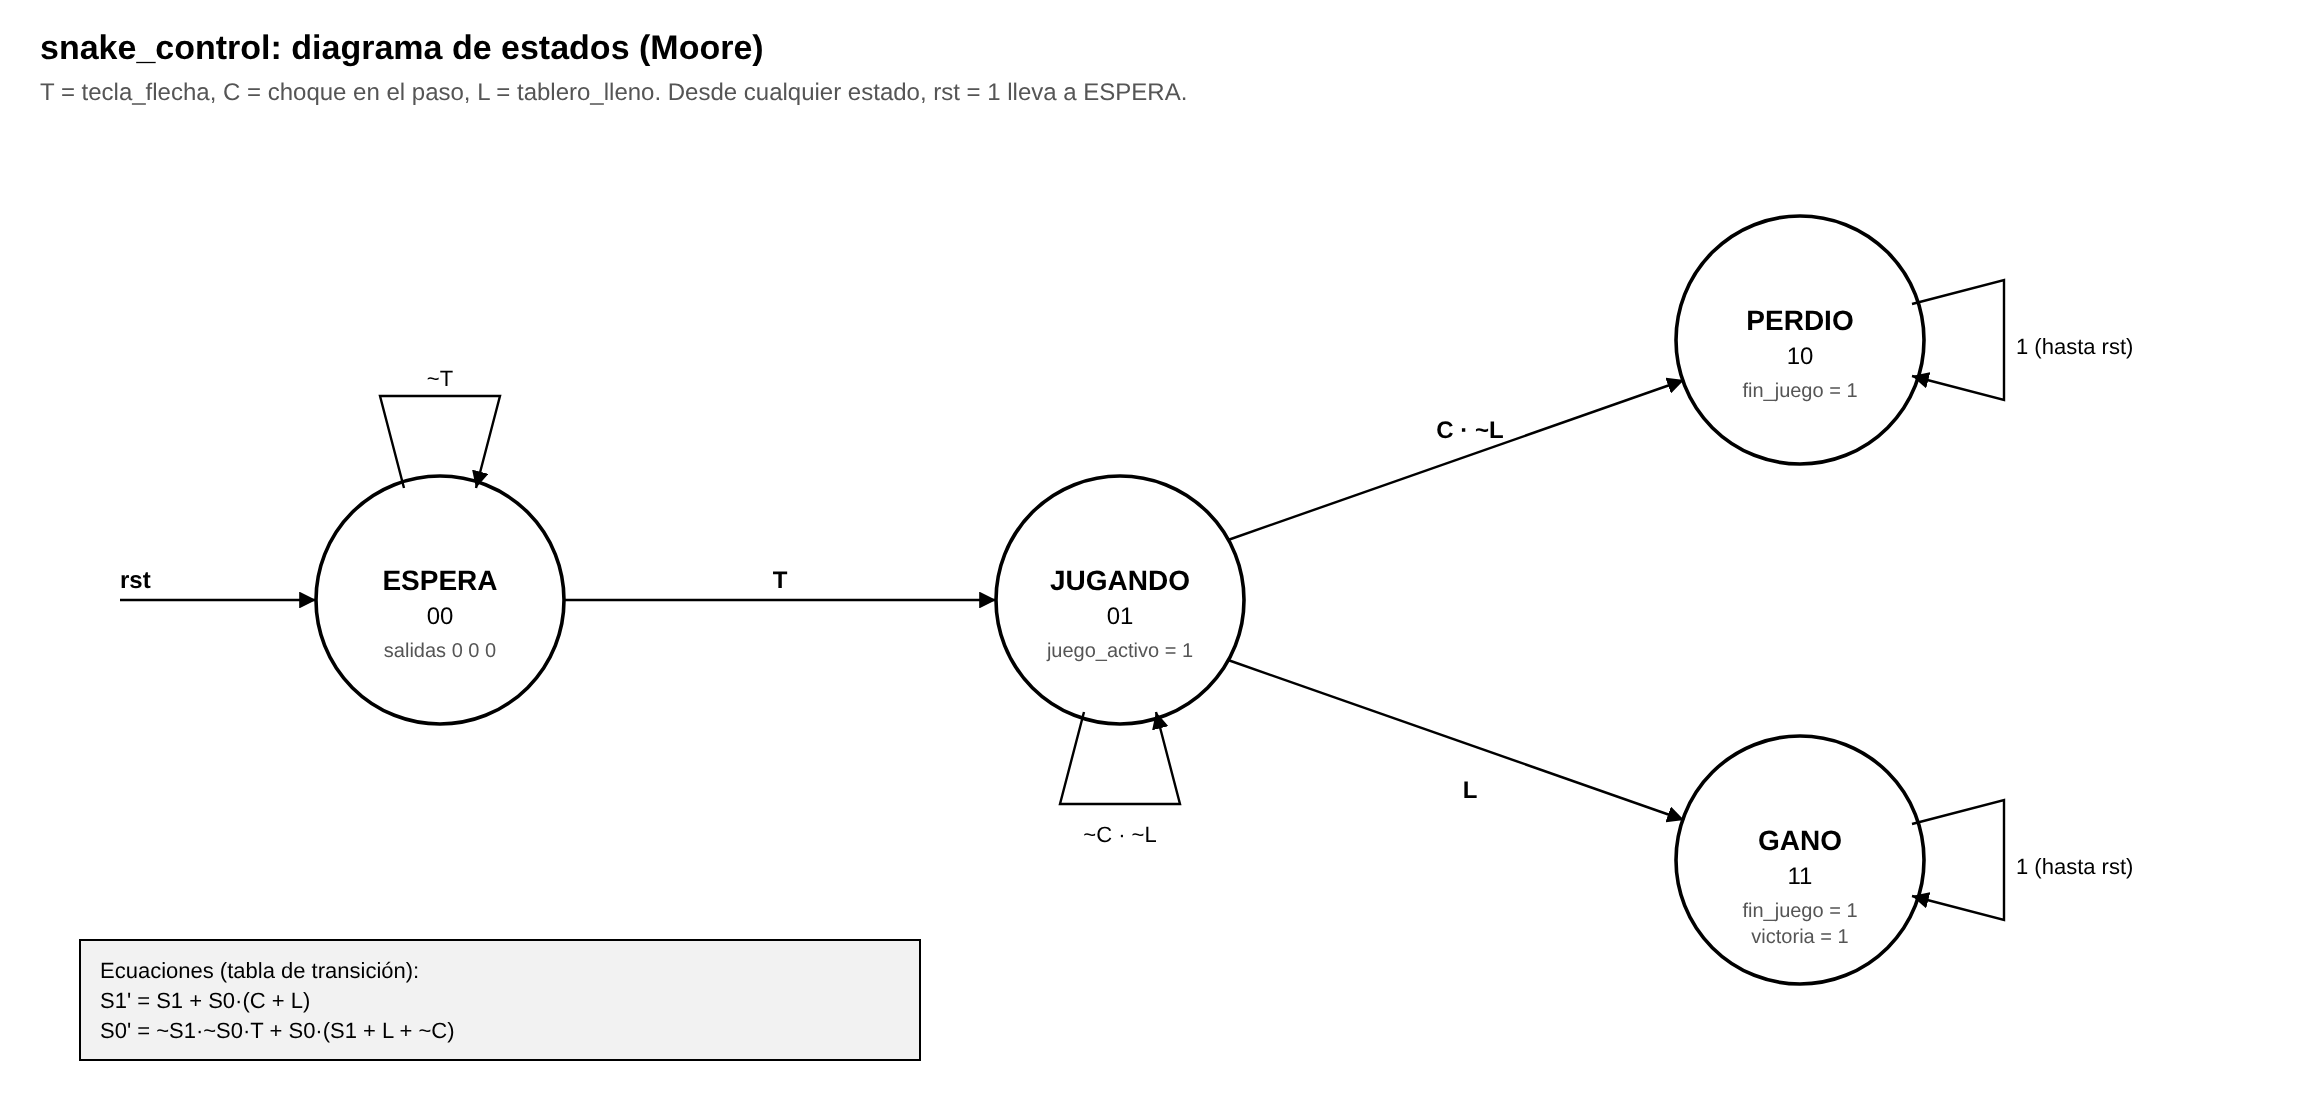 snake_control: diagrama de estados (Moore)
T = tecla_flecha, C = choque en el paso, L = tablero_lleno. Desde cualquier estado, rst = 1 lleva a ESPERA.
~T
rst
ESPERA
00
salidas 0 0 0
T
JUGANDO
01
juego_activo = 1
~C · ~L
C · ~L
PERDIO
10
fin_juego = 1
1 (hasta rst)
L
GANO
11
fin_juego = 1
victoria = 1
1 (hasta rst)
Ecuaciones (tabla de transición):
S1' = S1 + S0·(C + L)
S0' = ~S1·~S0·T + S0·(S1 + L + ~C)